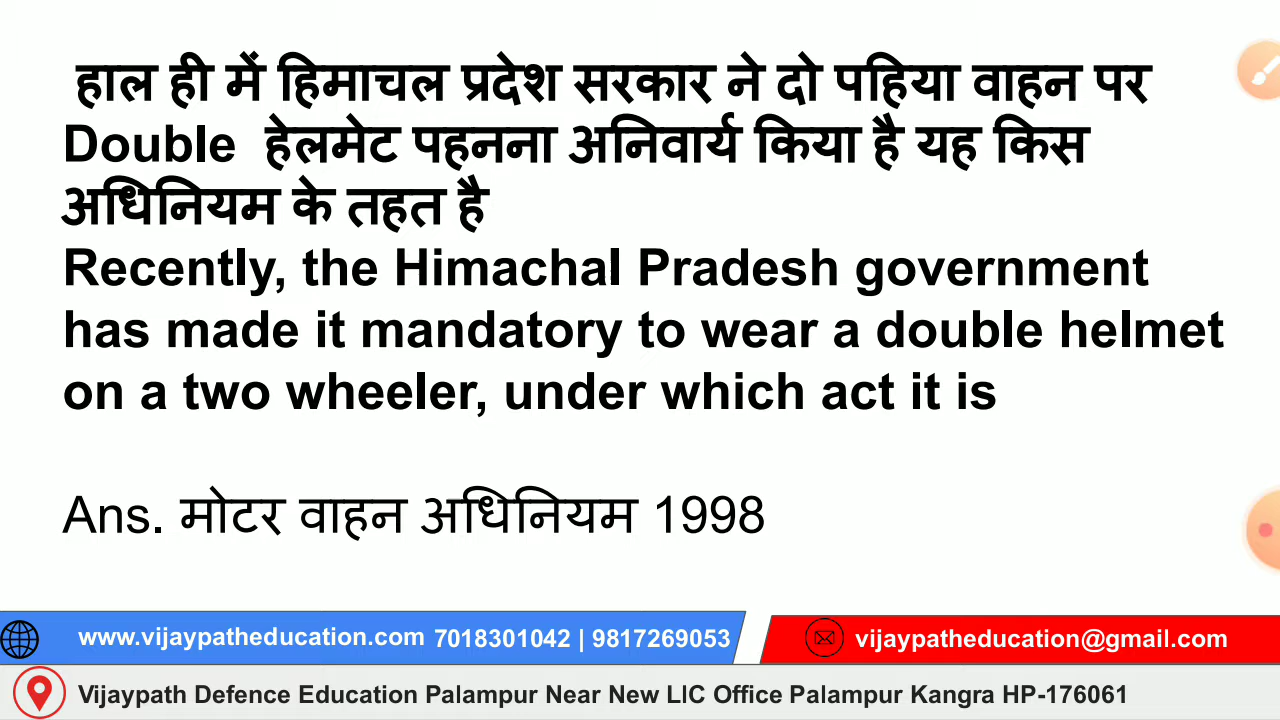 हाल ही में हिमाचल प्रदेश सरकार ने दो पहिया वाहन पर
Double हेलमेट पहनना अनिवार्य किया है यह किस
अधिनियम के तहत है
Recently, the Himachal Pradesh government
has made it mandatory to wear a double helmet
on a two wheeler, under which act it is
Ans. मोटर वाहन अधिनियम 1998
www.vijaypatheducation.com 7018301042 | 9817269053
vijaypatheducation@gmail.com
Vijaypath Defence Education Palampur Near New LIC Office Palampur Kangra HP-176061